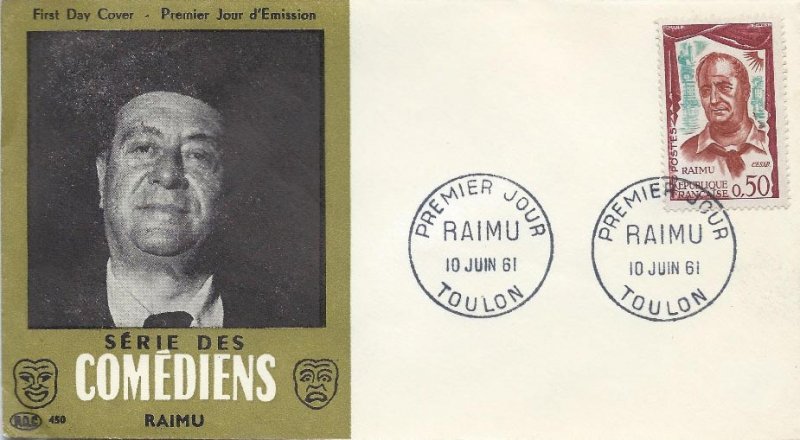 First Day Cover - Premier Jour d'Emission
SÉRIE DES
COMÉDIENS
RAIMU
450
POSTES
RAIMU
CESAR
REPUBLIQUE
FRANÇAISE
0,50
PREMIER JOUR
RAIMU
10 JUIN 61
TOULON
PREMIER JOUR
RAIMU
10 JUIN 61
TOULON